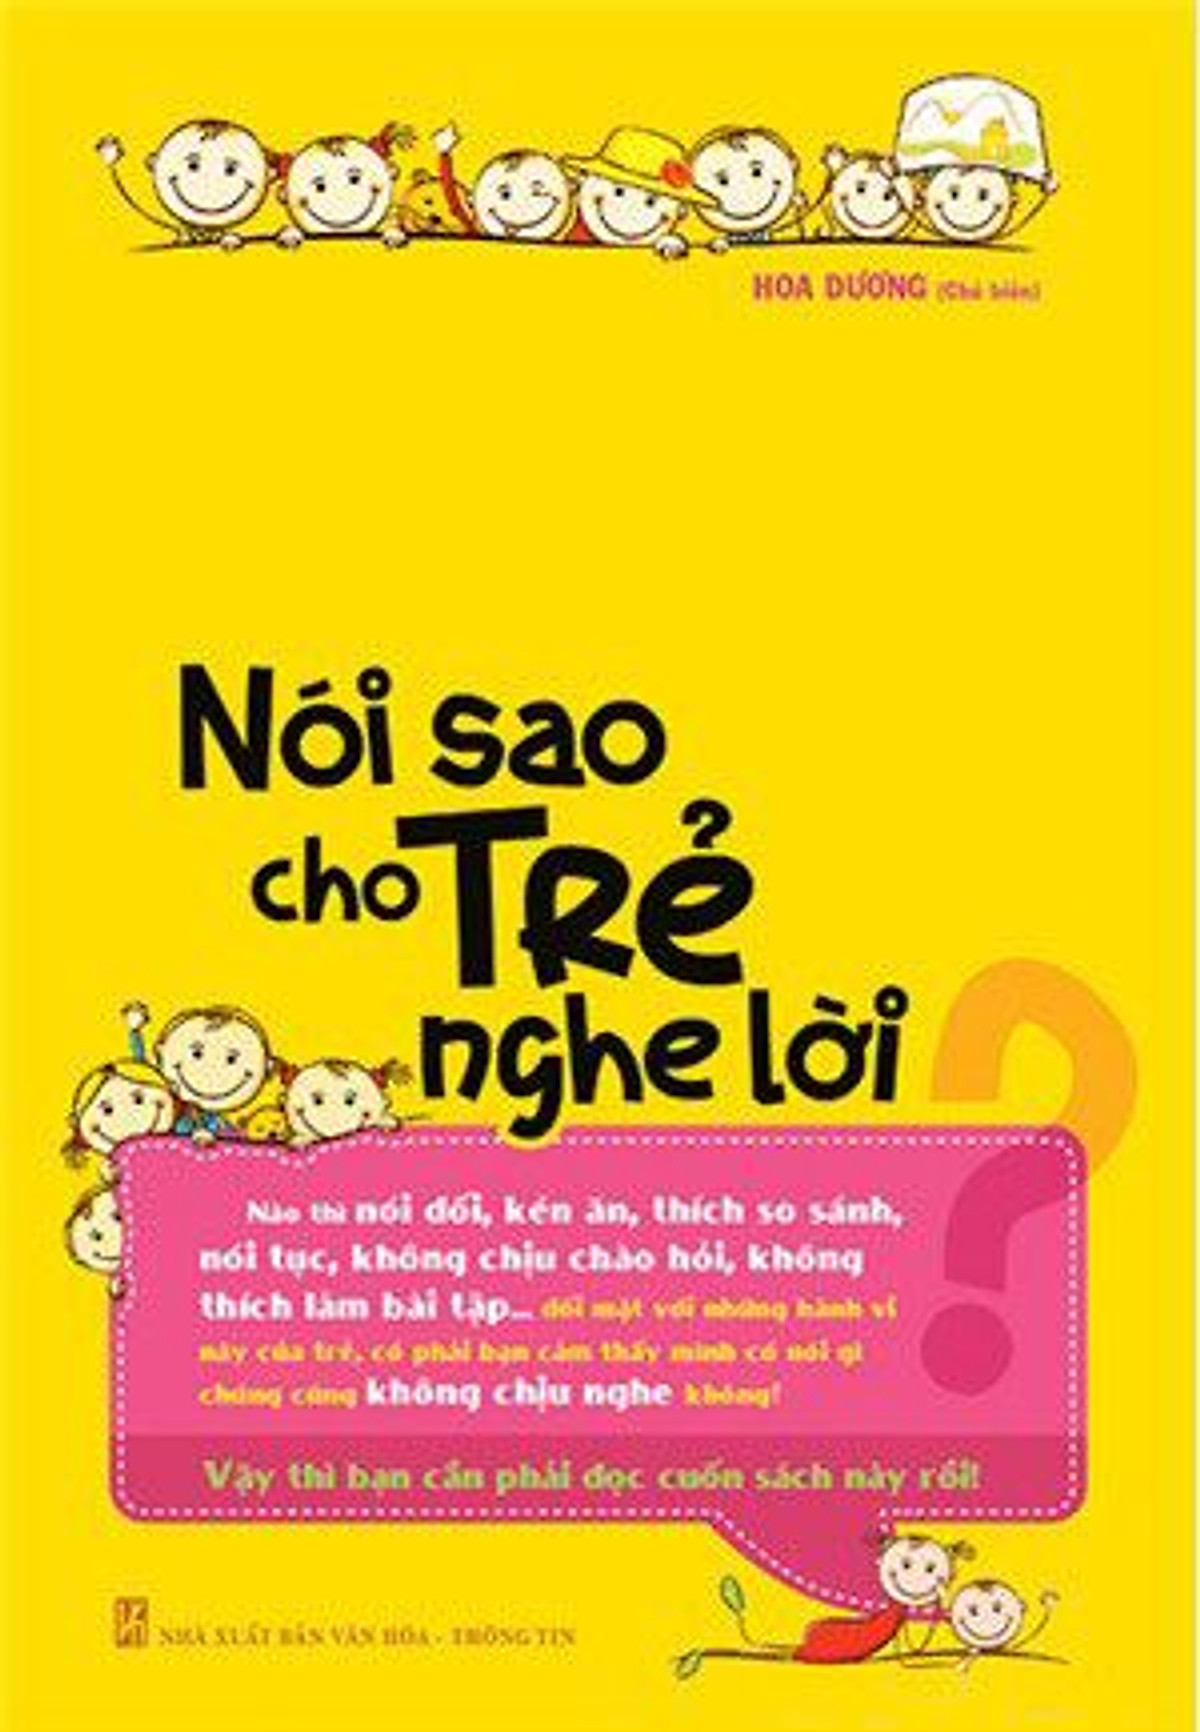 HOA DƯƠNG (Chủ biên)
Nói sao
cho TRẺ
nghe lời
?
Nào thì nói dối, kén ăn, thích so sánh,
nói tục, không chịu chào hỏi, không
thích làm bài tập... đối mặt với những hành vi
này của trẻ, có phải bạn cảm thấy mình có nói gì
chúng cũng không chịu nghe không!
Vậy thì bạn cần phải đọc cuốn sách này rồi!
NHÀ XUẤT BẢN VĂN HÓA - THÔNG TIN